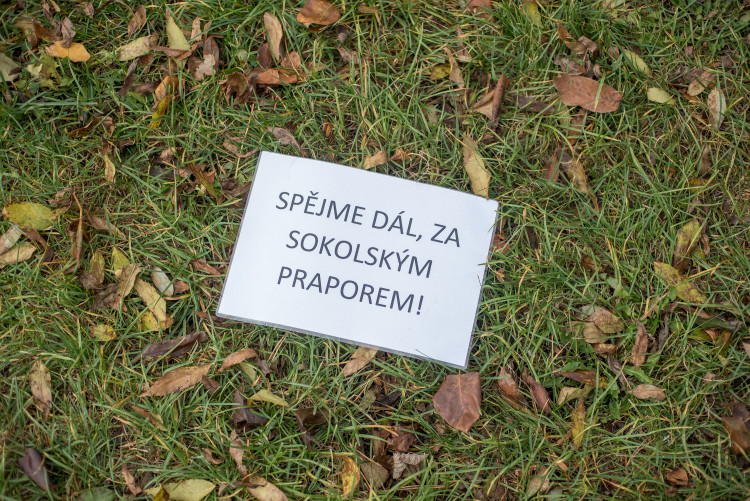 SPĚJME DÁL, ZA
SOKOLSKÝM
PRAPOREM!